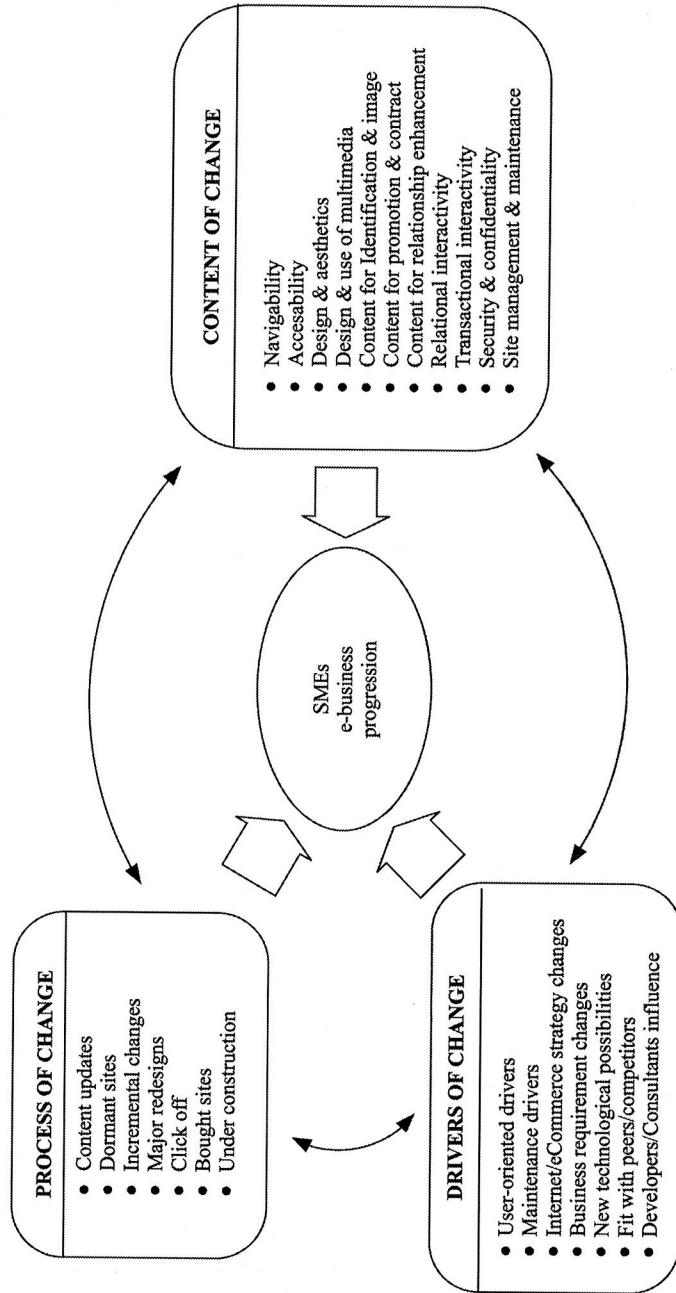 PROCESS OF CHANGE
• Content updates
• Dormant sites
• Incremental changes
• Major redesigns
• Click off
• Bought sites
• Under construction
CONTENT OF CHANGE
• Navigability
• Accesability
• Design & aesthetics
• Design & use of multimedia
• Content for Identification & image
• Content for promotion & contract
• Content for relationship enhancement
• Relational interactivity
• Transactional interactivity
• Security & confidentiality
• Site management & maintenance
SMEs
e-business
progression
DRIVERS OF CHANGE
• User-oriented drivers
• Maintenance drivers
• Internet/eCommerce strategy changes
• Business requirement changes
• New technological possibilities
• Fit with peers/competitors
• Developers/Consultants influence